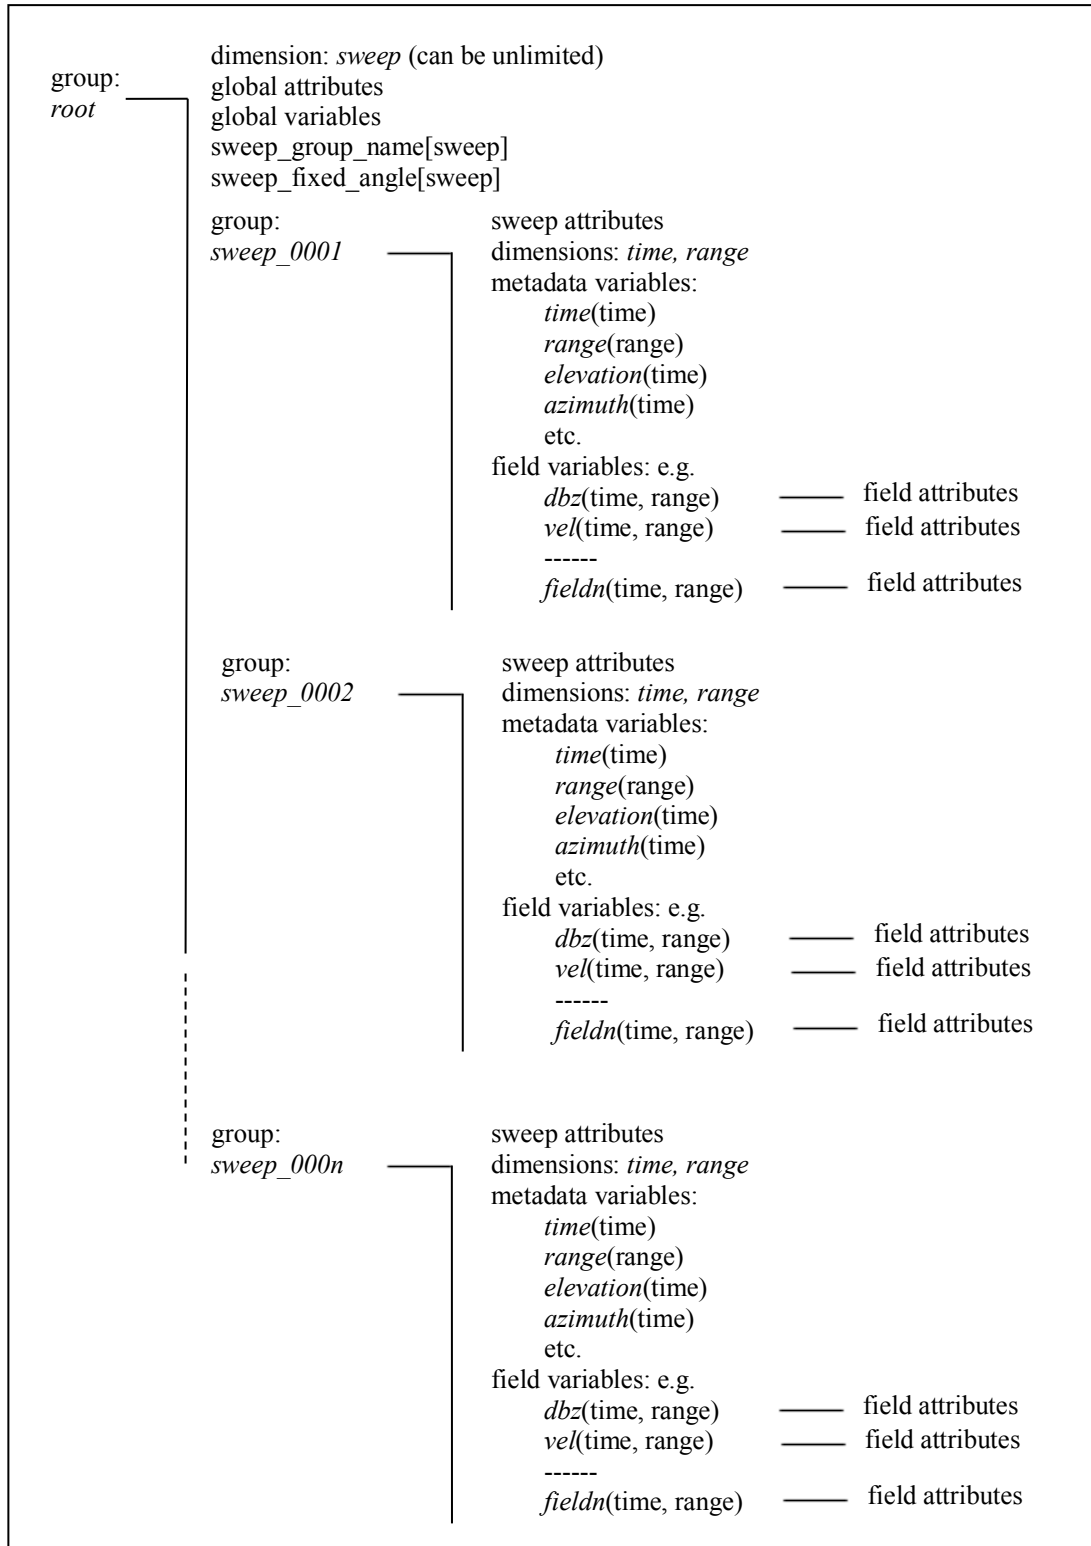 dimension: sweep (can be unlimited)
group:
root
global attributes
global variables
sweep_group_name[sweep]
sweep_fixed_angle[sweep]
group:
sweep_0001
sweep attributes
dimensions: time, range
metadata variables:
time(time)
range(range)
elevation(time)
azimuth(time)
etc.
field variables: e.g.
dbz(time, range) field attributes
vel(time, range) field attributes
------
fieldn(time, range) field attributes
group:
sweep_0002
sweep attributes
dimensions: time, range
metadata variables:
time(time)
range(range)
elevation(time)
azimuth(time)
etc.
field variables: e.g.
dbz(time, range) field attributes
vel(time, range) field attributes
------
fieldn(time, range) field attributes
group:
sweep_000n
sweep attributes
dimensions: time, range
metadata variables:
time(time)
range(range)
elevation(time)
azimuth(time)
etc.
field variables: e.g.
dbz(time, range) field attributes
vel(time, range) field attributes
------
fieldn(time, range) field attributes